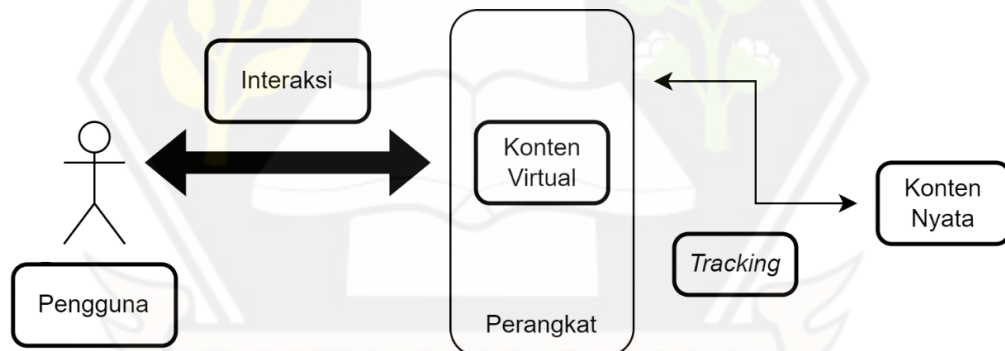 Interaksi
Konten
Virtual
Konten
Nyata
Tracking
Pengguna
Perangkat